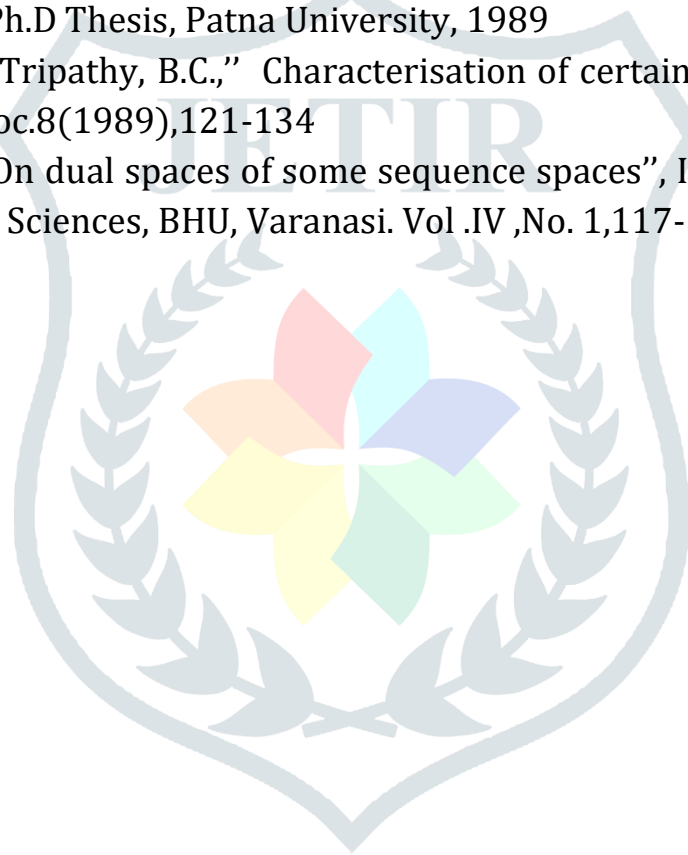 Ph.D Thesis, Patna University, 1989
Tripathy, B.C.,’’ Characterisation of certain
oc.8(1989),121-134
On dual spaces of some sequence spaces’’, I
Sciences, BHU, Varanasi. Vol .IV ,No. 1,117-
JETIR